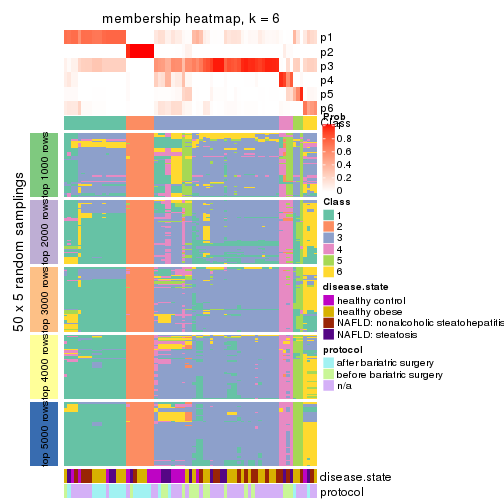 membership heatmap, k = 6
p1
p2
p3
p4
p5
p6
Prob
Class
1
0.8
0.6
0.4
0.2
0
Class
1
2
3
4
5
6
disease.state
healthy control
healthy obese
NAFLD: nonalcoholic steatohepatitis
NAFLD: steatosis
protocol
after bariatric surgery
before bariatric surgery
n/a
50 x 5 random samplings
top 1000 rows
top 2000 rows
top 3000 rows
top 4000 rows
top 5000 rows
disease.state
protocol